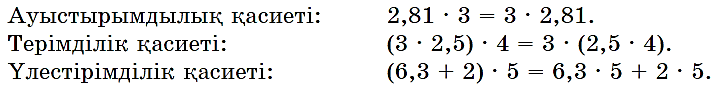 Ауыстырымдылық қасиеті: 2,81 · 3 = 3 · 2,81.
Терімділік қасиеті: (3 · 2,5) · 4 = 3 · (2,5 · 4).
Үлестірімділік қасиеті: (6,3 + 2) · 5 = 6,3 · 5 + 2 · 5.